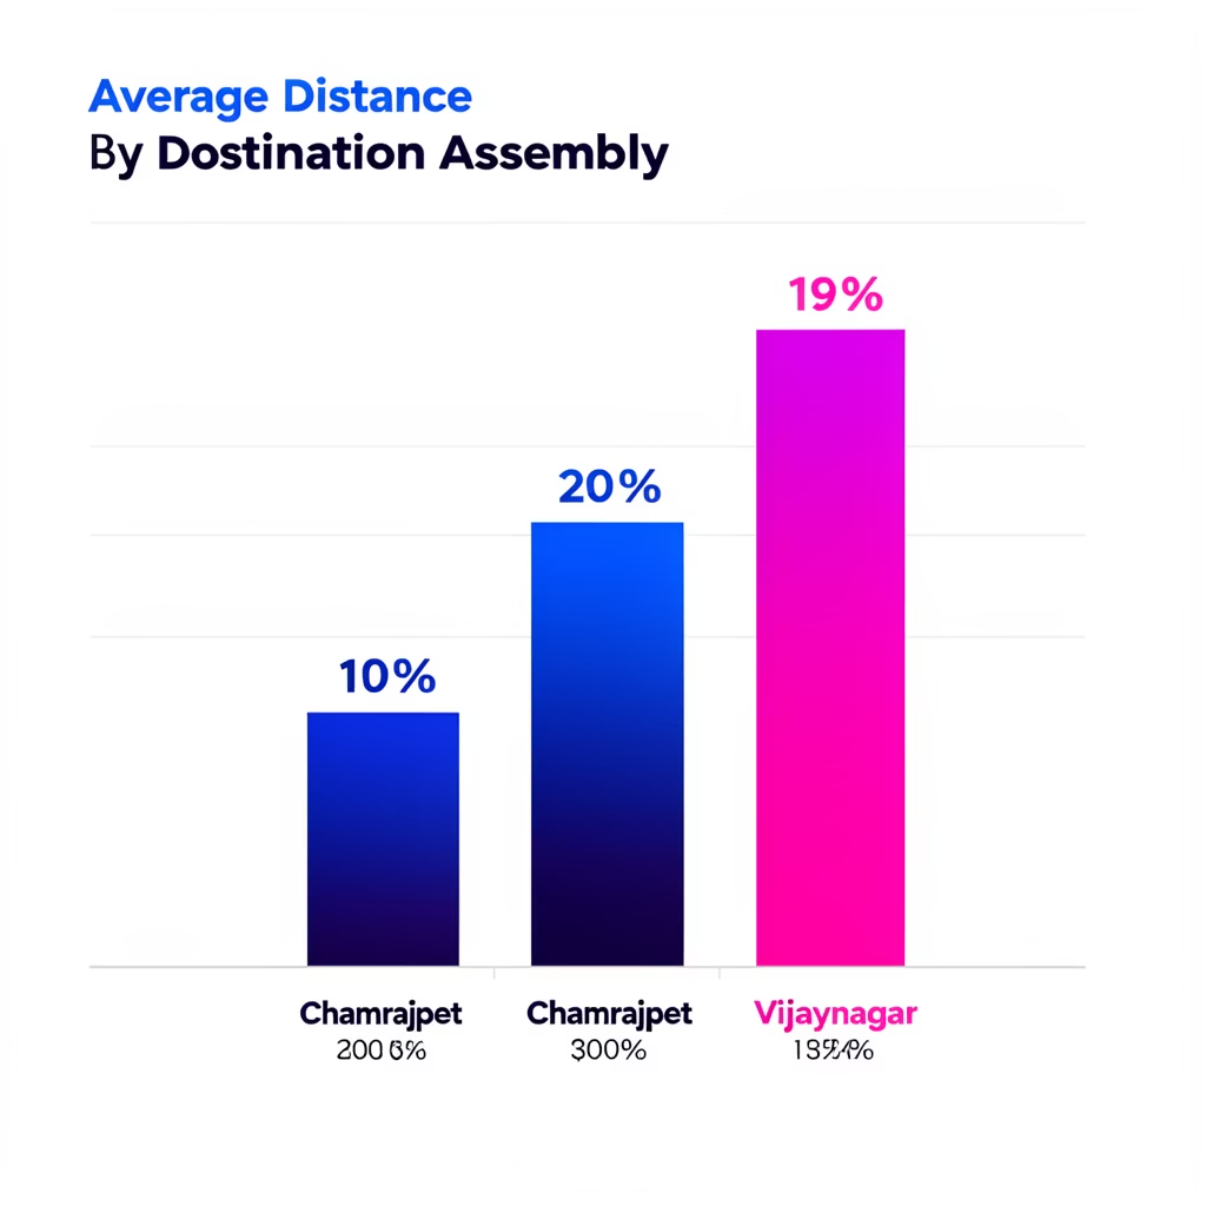 Average Distance
By Dostination Assembly
19%
20%
10%
Chamrajpet Chamrajpet Vijaynagar
300%